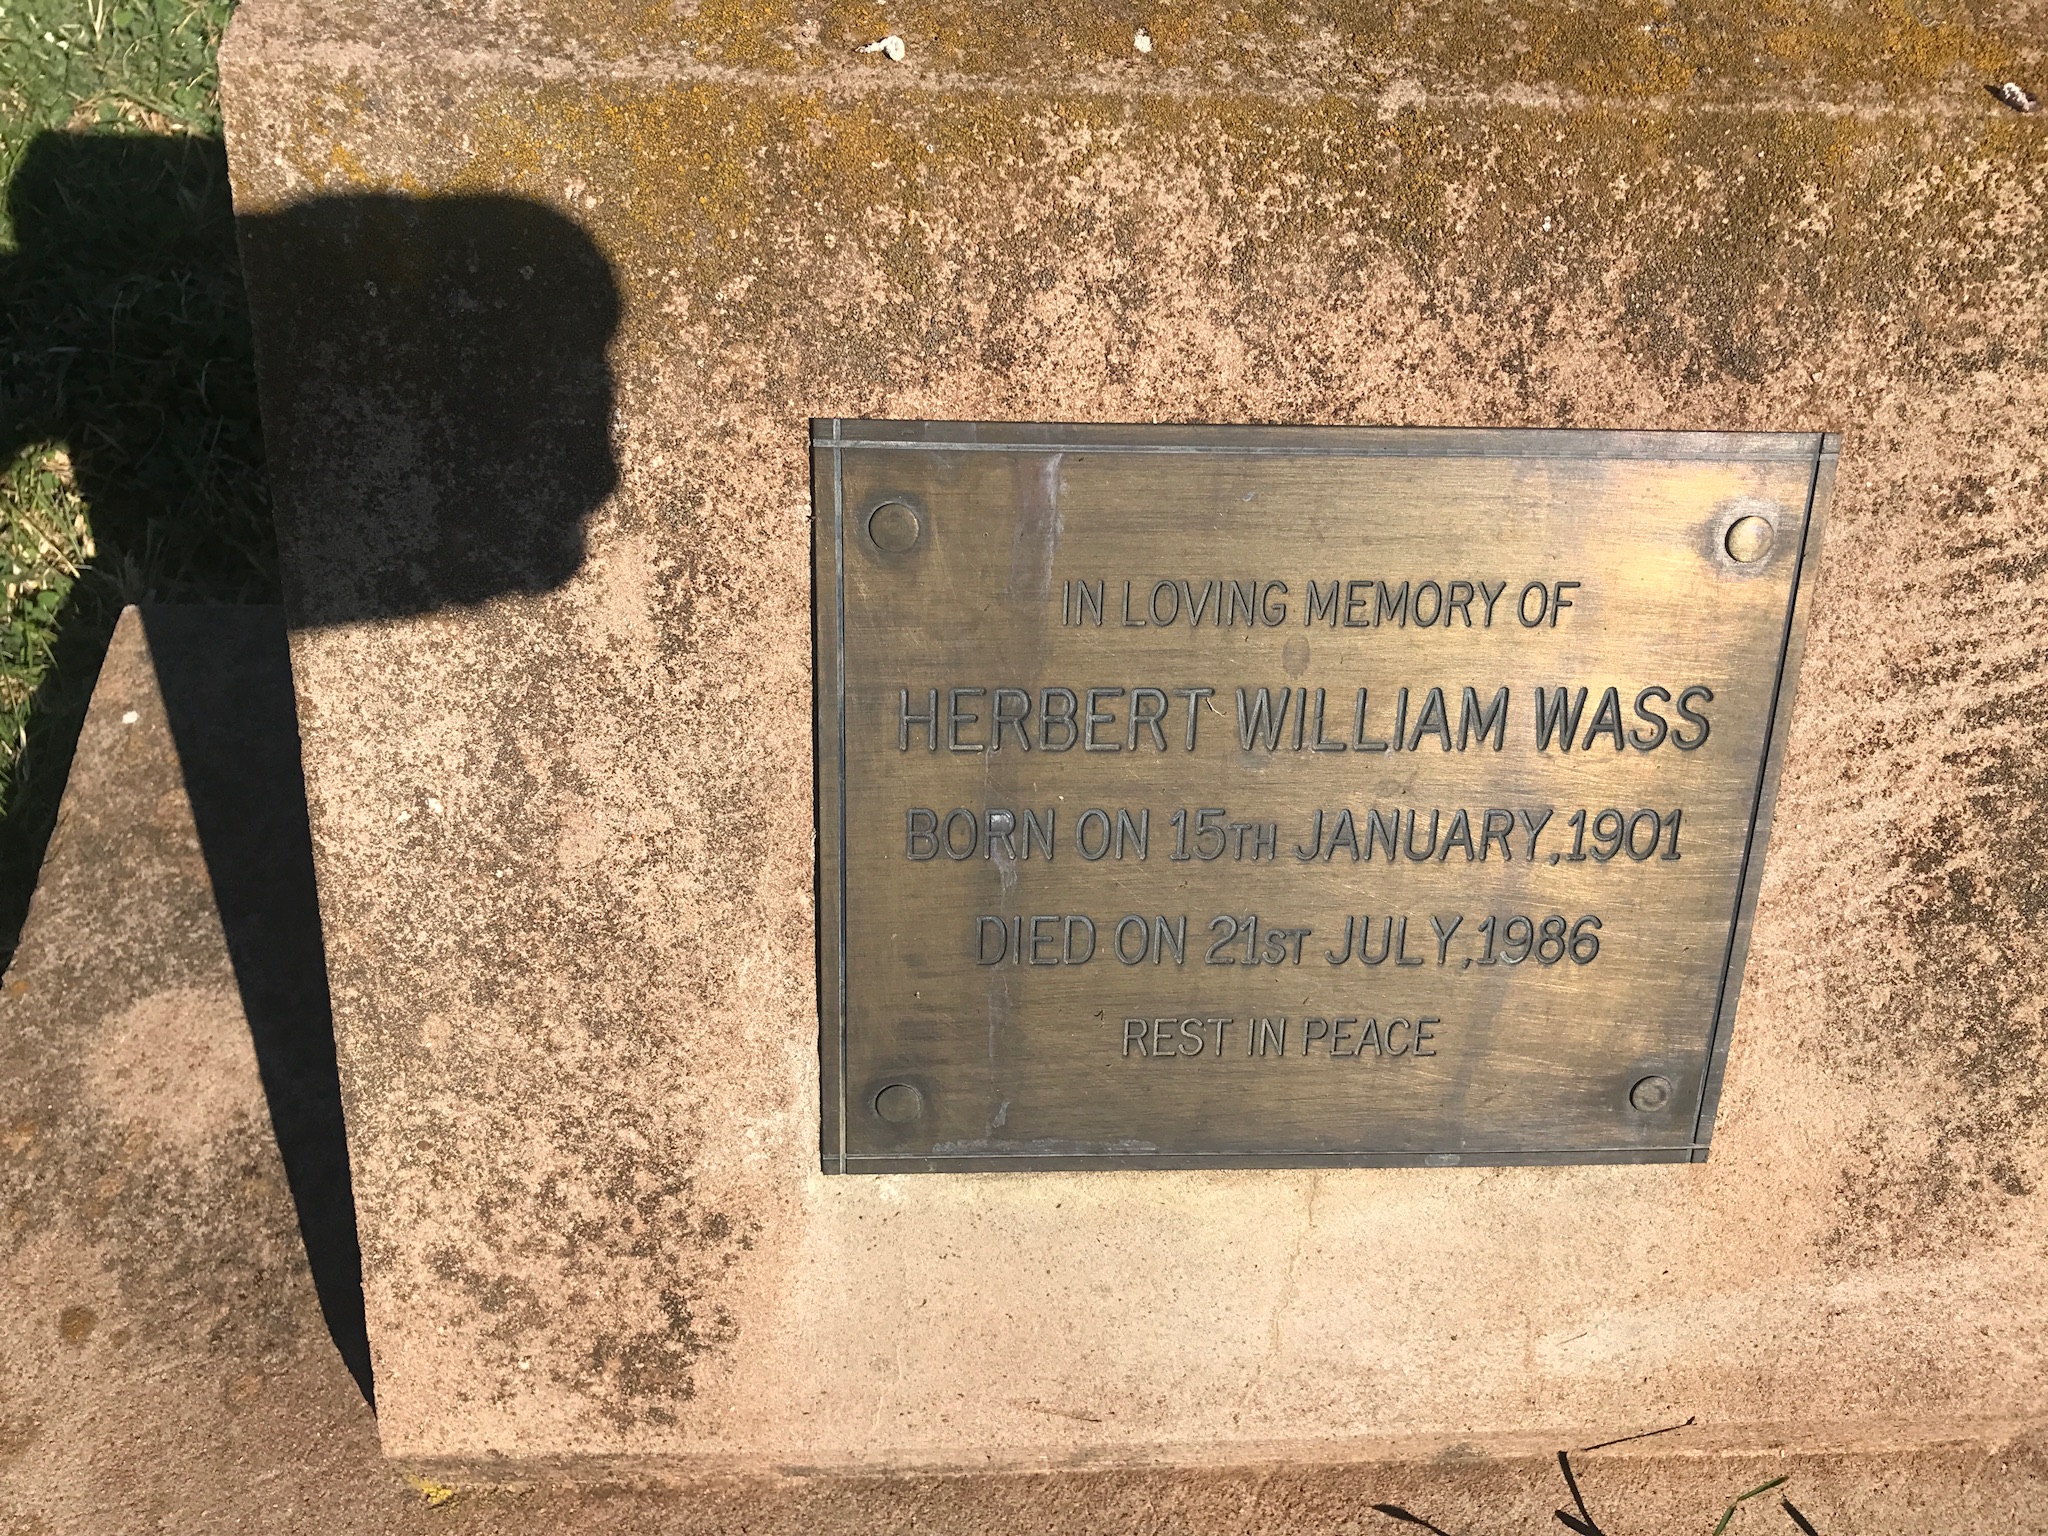 IN LOVING MEMORY OF
HERBERT WILLIAM WASS
BORN ON 15TH JANUARY, 1901
DIED ON 21ST JULY, 1986
REST IN PEACE